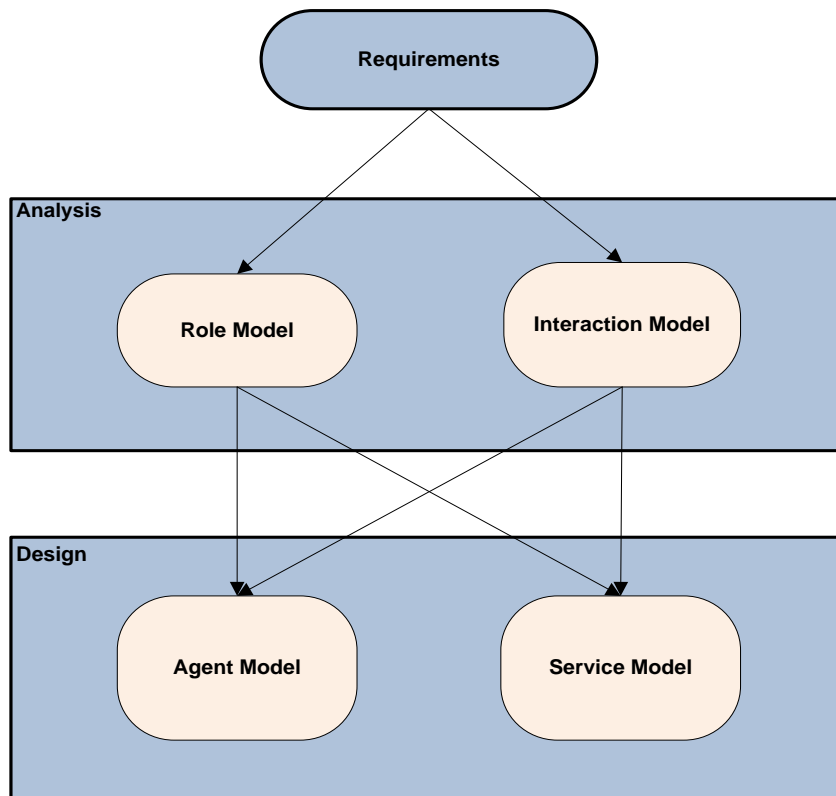 Requirements
Analysis
Role Model
Interaction Model
Design
Agent Model
Service Model